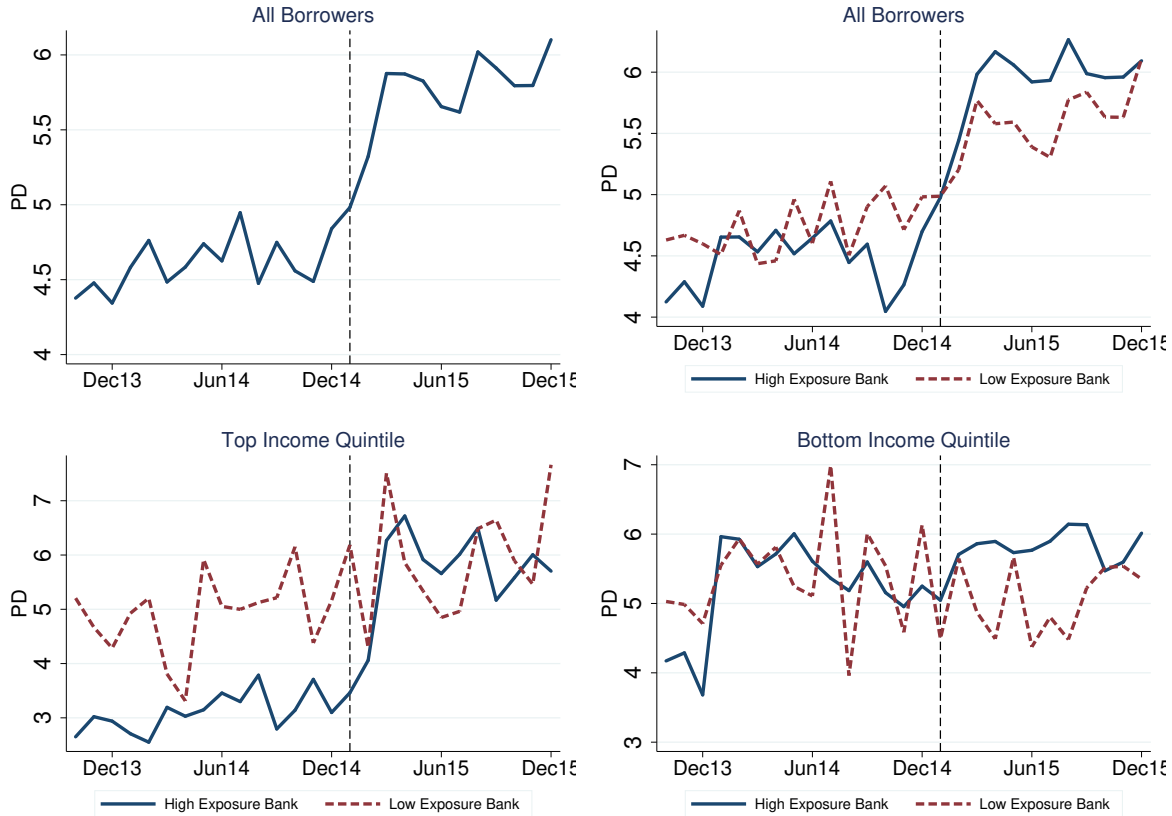 All Borrowers
PD
6
5.5
5
4.5
4
Dec13 Jun14 Dec14 Jun15 Dec15
All Borrowers
PD
6
5.5
5
4.5
4
Dec13 Jun14 Dec14 Jun15 Dec15
High Exposure Bank Low Exposure Bank
Top Income Quintile
PD
7
6
5
4
3
Dec13 Jun14 Dec14 Jun15 Dec15
High Exposure Bank Low Exposure Bank
Bottom Income Quintile
PD
7
6
5
4
3
Dec13 Jun14 Dec14 Jun15 Dec15
High Exposure Bank Low Exposure Bank